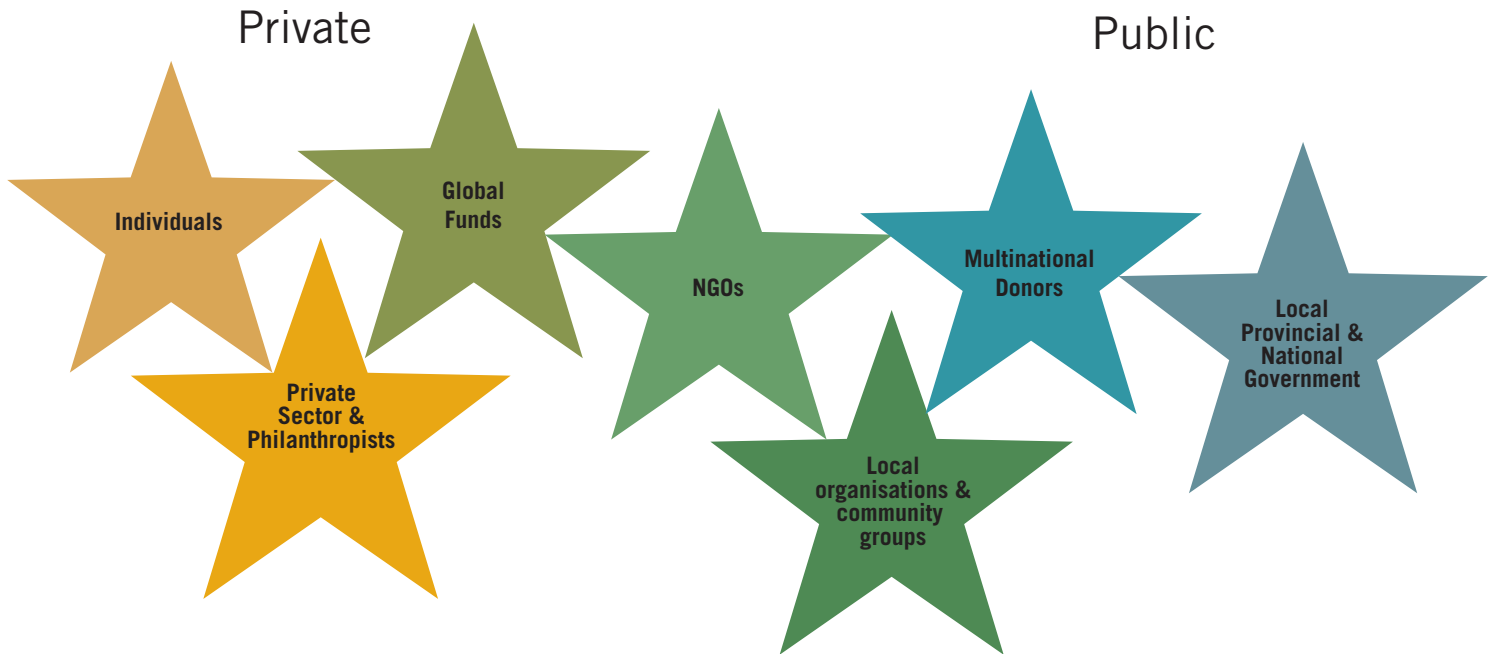 Private
Public
Individuals
Global
Funds
Private
Sector &
Philanthropists
NGOs
Local
organisations &
community
groups
Multinational
Donors
Local
Provincial &
National
Government